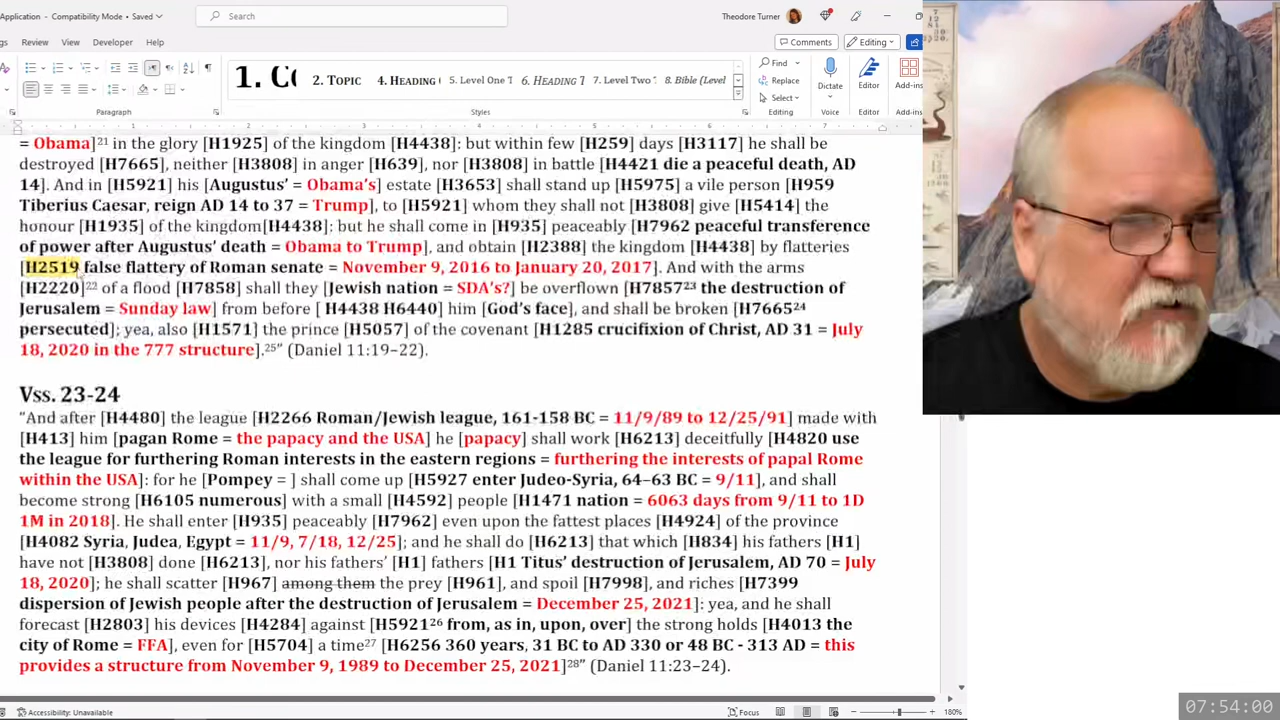 Application - Compatibility Mode • Saved
Search
Theodore Turner
Review View Developer Help
Comments
Editing
1. Cc
2. TOPIC
4. HEADING
5. Level One T
6. HEADING T
7. Level Two
8. Bible (Level
Find
Replace
Select
Dictate
Editor
Add-ins
Paragraph
Styles
Editing
Voice
Editor
Add-ins
= Obama]21 in the glory [H1925] of the kingdom [H4438]: but within few [H259] days [H3117] he shall be
destroyed [H7665], neither [H3808] in anger [H639], nor [H3808] in battle [H4421 die a peaceful death, AD
14]. And in [H5921] his [Augustus’ = Obama’s] estate [H3653] shall stand up [H5975] a vile person [H959
Tiberius Caesar, reign AD 14 to 37 = Trump], to [H5921] whom they shall not [H3808] give [H5414] the
honour [H1935] of the kingdom[H4438]: but he shall come in [H935] peaceably [H7962 peaceful transference
of power after Augustus’ death = Obama to Trump], and obtain [H2388] the kingdom [H4438] by flatteries
[H2519 false flattery of Roman senate = November 9, 2016 to January 20, 2017]. And with the arms
[H2220]22 of a flood [H7858] shall they [Jewish nation = SDA’s?] be overflown [H785723 the destruction of
Jerusalem = Sunday law] from before [ H4438 H6440] him [God’s face], and shall be broken [H766524
persecuted]; yea, also [H1571] the prince [H5057] of the covenant [H1285 crucifixion of Christ, AD 31 = July
18, 2020 in the 777 structure].25” (Daniel 11:19–22).
VSS. 23-24
“And after [H4480] the league [H2266 Roman/Jewish league, 161-158 BC = 11/9/89 to 12/25/91] made with
[H413] him [pagan Rome = the papacy and the USA] he [papacy] shall work [H6213] deceitfully [H4820 use
the league for furthering Roman interests in the eastern regions = furthering the interests of papal Rome
within the USA]: for he [Pompey = ] shall come up [H5927 enter Judeo-Syria, 64–63 BC = 9/11], and shall
become strong [H6105 numerous] with a small [H4592] people [H1471 nation = 6063 days from 9/11 to 1D
1M in 2018]. He shall enter [H935] peaceably [H7962] even upon the fattest places [H4924] of the province
[H4082 Syria, Judea, Egypt = 11/9, 7/18, 12/25]; and he shall do [H6213] that which [H834] his fathers [H1]
have not [H3808] done [H6213], nor his fathers’ [H1] fathers [H1 Titus’ destruction of Jerusalem, AD 70 = July
18, 2020]; he shall scatter [H967] among them the prey [H961], and spoil [H7998], and riches [H7399
dispersion of Jewish people after the destruction of Jerusalem = December 25, 2021]: yea, and he shall
forecast [H2803] his devices [H4284] against [H592126 from, as in, upon, over] the strong holds [H4013 the
city of Rome = FFA], even for [H5704] a time27 [H6256 360 years, 31 BC to AD 330 or 48 BC - 313 AD = this
provides a structure from November 9, 1989 to December 25, 2021]28” (Daniel 11:23–24).
Accessibility: Unavailable
Focus
180%
07:54:00